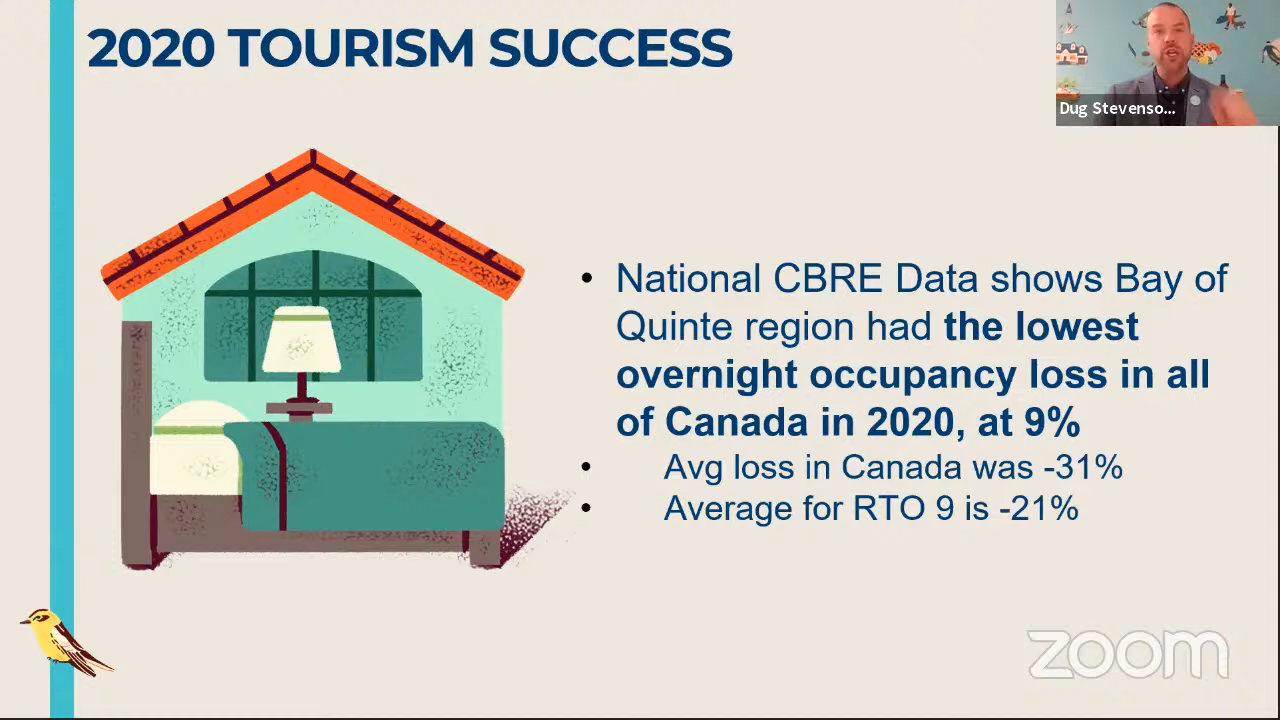 2020 TOURISM SUCCESS
Dug Stevenso...
• National CBRE Data shows Bay of
Quinte region had the lowest
overnight occupancy loss in all
of Canada in 2020, at 9%
• Avg loss in Canada was -31%
• Average for RTO 9 is -21%
zoom